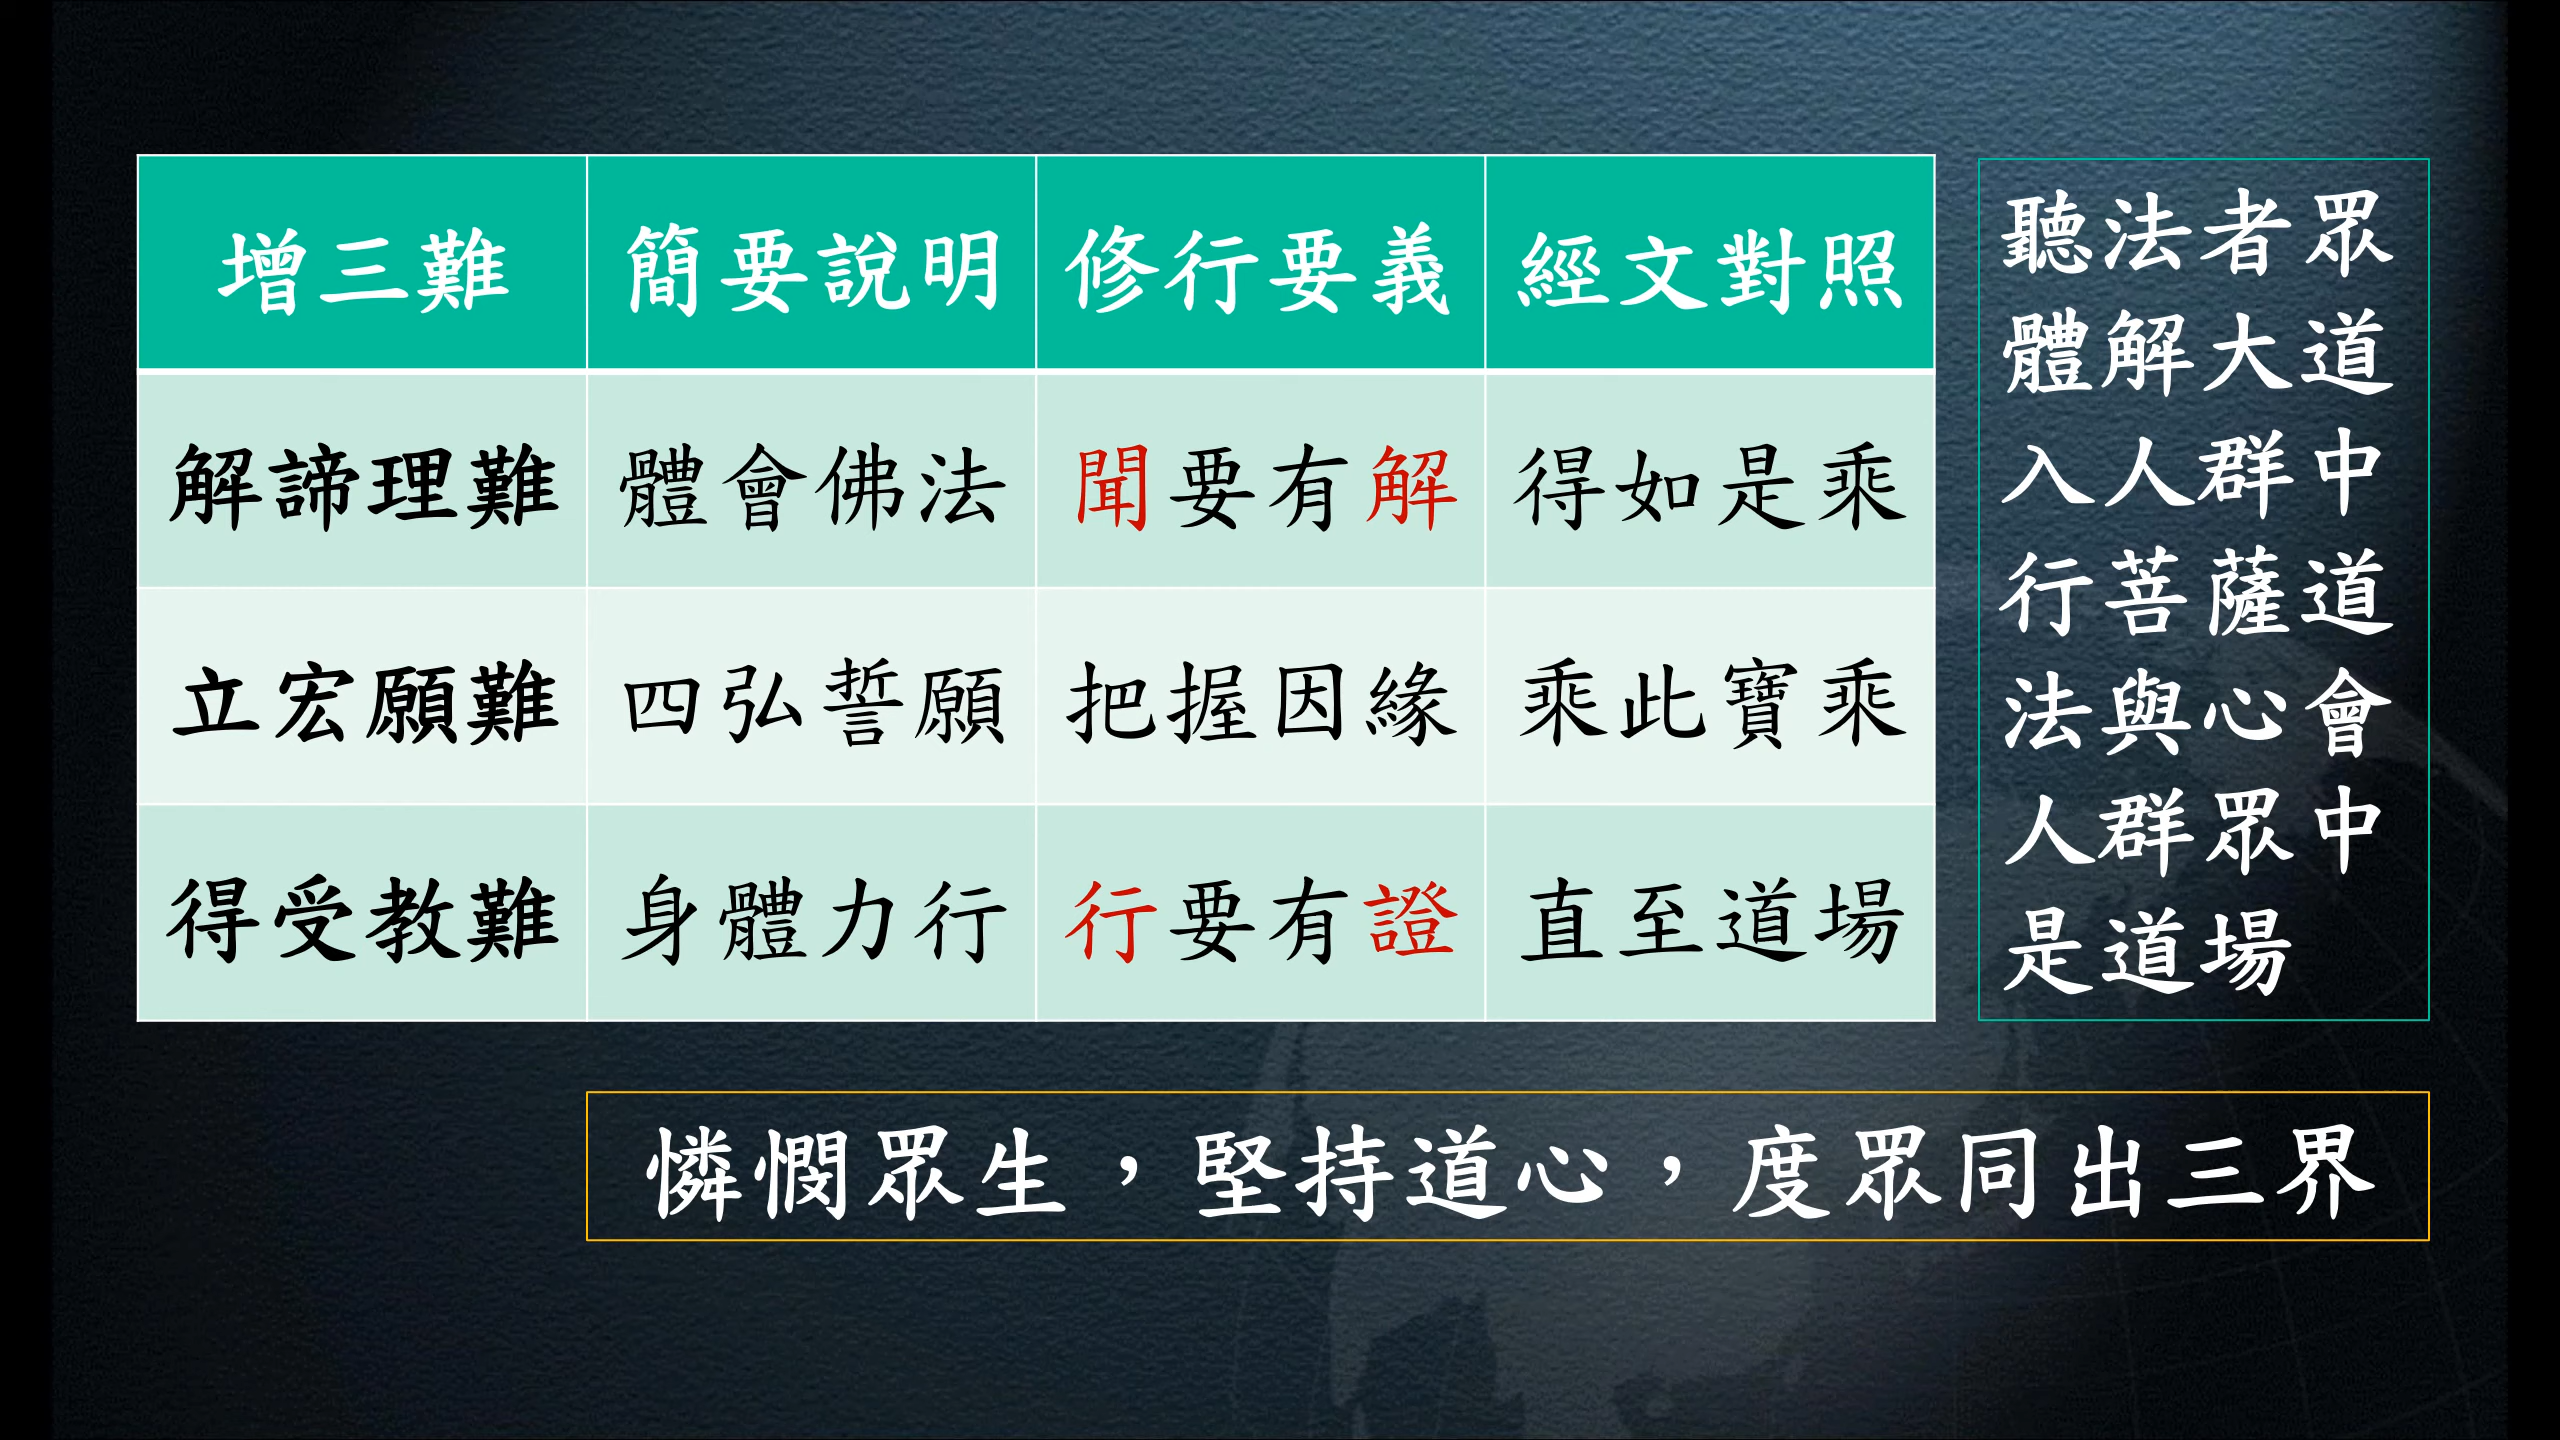 增三難 簡要說明 修行要義 經文對照
解諦理難 體會佛法 聞要有解 得如是乘
立宏願難 四弘誓願 把握因緣 乘此寶乘
得受教難 身體力行 行要有證 直至道場
聽法者眾
體解大道
入人群中
行菩薩道
法與心會
人群眾中
是道場
憐憫眾生，堅持道心，度眾同出三界